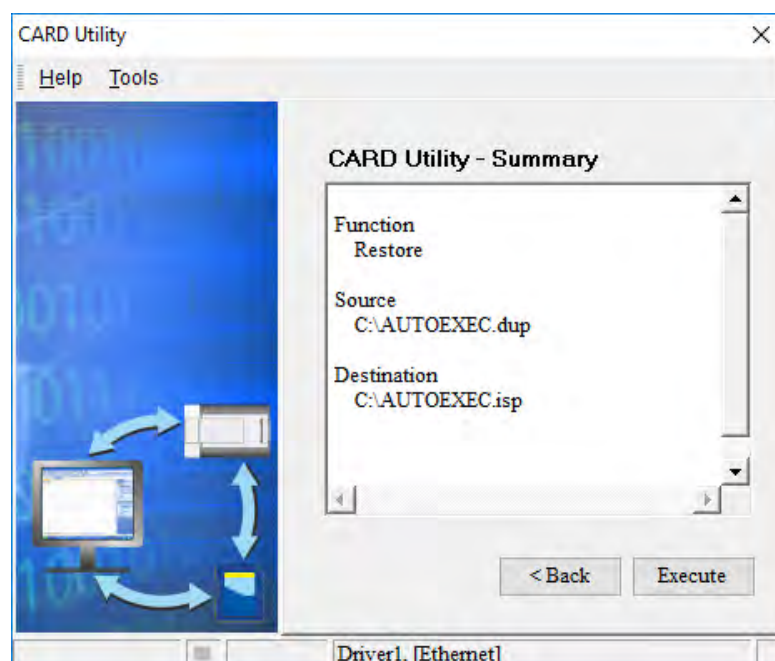 CARD Utility
Help Tools
CARD Utility - Summary
Function
Restore
Source
C:\AUTOEXEC.dup
Destination
C:\AUTOEXEC.isp
< Back Execute
Driver1, [Ethernet]